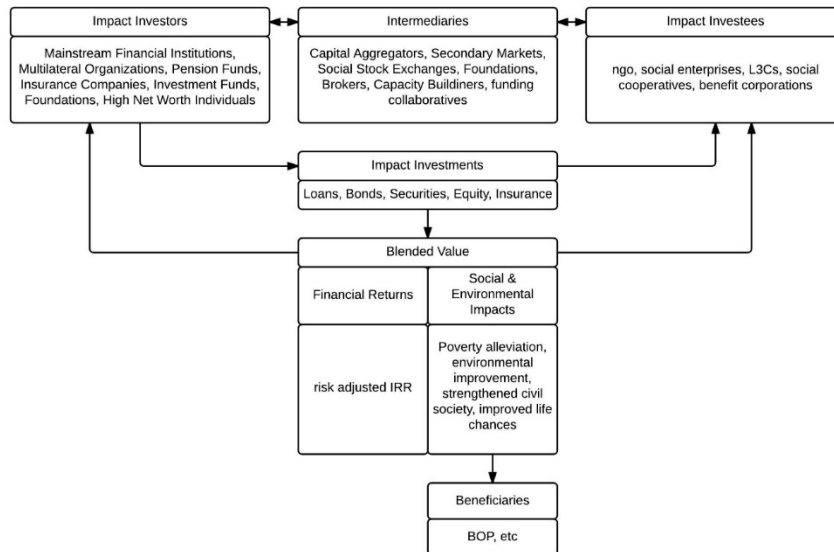 Impact Investors
Intermediaries
Impact Investees
Mainstream Financial Institutions,
Multilateral Organizations, Pension Funds,
Insurance Companies, Investment Funds,
Foundations, High Net Worth Individuals
Capital Aggregators, Secondary Markets,
Social Stock Exchanges, Foundations,
Brokers, Capacity Buildiners, funding
collaboratives
ngo, social enterprises, L3Cs, social
cooperatives, benefit corporations
Impact Investments
Loans, Bonds, Securities, Equity, Insurance
Blended Value
Financial Returns
Social &
Environmental
Impacts
risk adjusted IRR
Poverty alleviation,
environmental
improvement,
strengthened civil
society, improved life
chances
Beneficiaries
BOP, etc